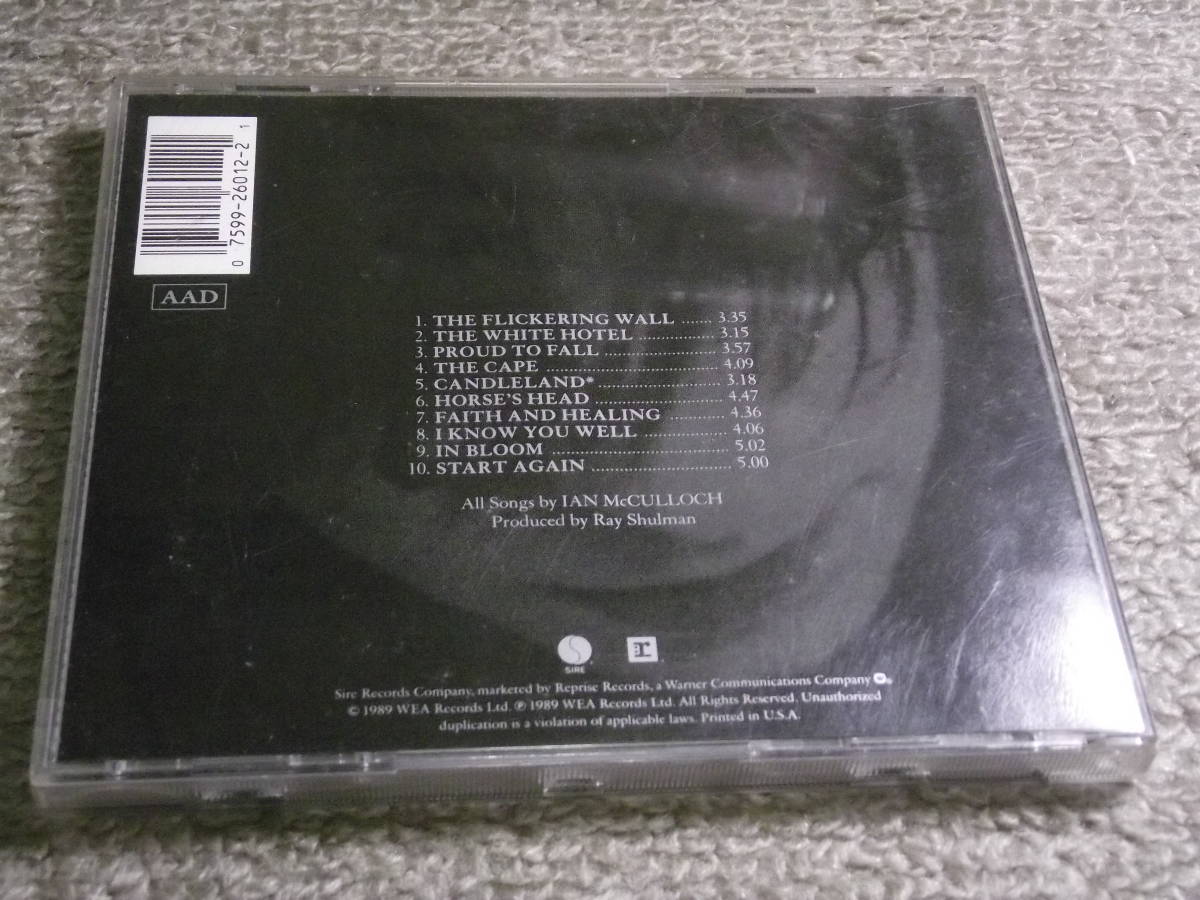 0 7599-26012-2 1
AAD
1. THE FLICKERING WALL ....... 3.35
2. THE WHITE HOTEL ................. 3.15
3. PROUD TO FALL ........................ 3.57
4. THE CAPE ..................................... 4.09
5. CANDLELAND* ........................... 3.18
6. HORSE'S HEAD ............................ 4.47
7. FAITH AND HEALING ............ 4.36
8. I KNOW YOU WELL .................. 4.06
9. IN BLOOM ...................................... 5.02
10. START AGAIN .............................. 5.00
All Songs by IAN McCULLOCH
Produced by Ray Shulman
SIRE
r
Sire Records Company, marketed by Reprise Records, a Warner Communications Company
© 1989 WEA Records Ltd. ℗ 1989 WEA Records Ltd. All Rights Reserved. Unauthorized
duplication is a violation of applicable laws. Printed in U.S.A.